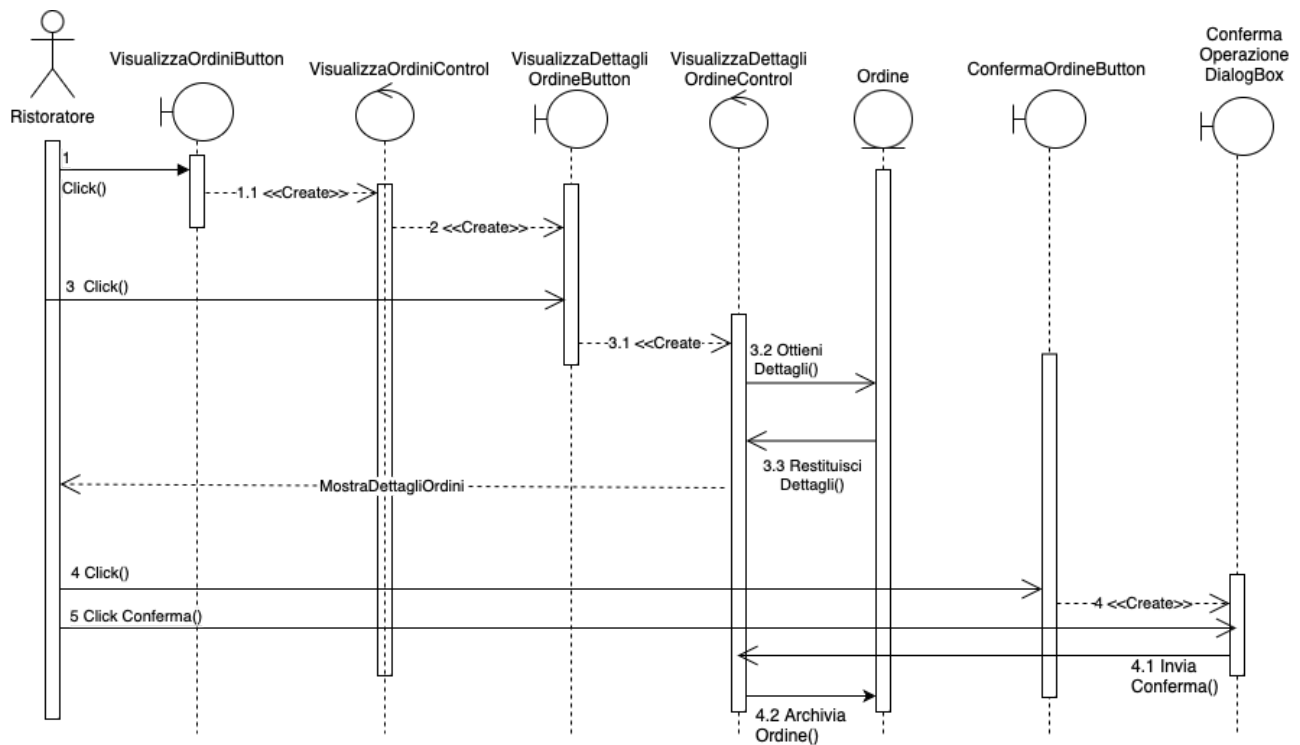 Ristoratore
VisualizzaOrdiniButton
VisualizzaOrdiniControl
VisualizzaDettagli
OrdineButton
VisualizzaDettagli
OrdineControl
Ordine
ConfermaOrdineButton
Conferma
Operazione
DialogBox
1
Click()
1.1 <<Create>>
2 <<Create>>
3 Click()
3.1 <<Create
3.2 Ottieni
Dettagli()
3.3 Restituisci
Dettagli()
MostraDettagliOrdini
4 Click()
4 <<Create>>
5 Click Conferma()
4.1 Invia
Conferma()
4.2 Archivia
Ordine()